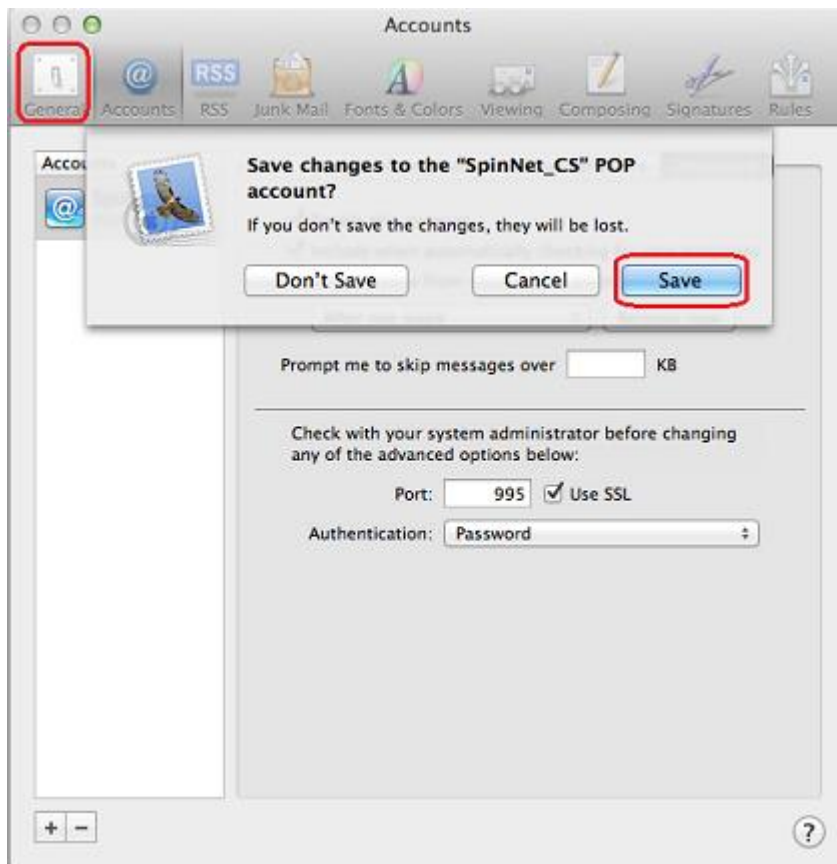 Accounts
General Accounts RSS Junk Mail Fonts & Colors Viewing Composing Signatures Rules
RSS
Save changes to the "SpinNet_CS" POP
account?
If you don't save the changes, they will be lost.
Don't Save Cancel Save
Prompt me to skip messages over KB
Check with your system administrator before changing
any of the advanced options below:
Port: 995 Use SSL
Authentication: Password
+ − ?